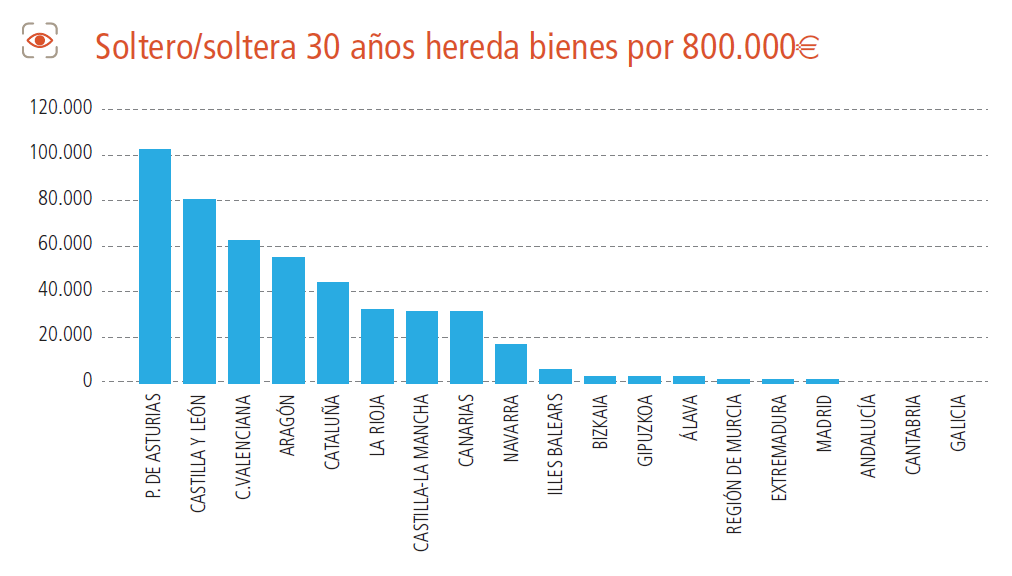 Soltero/soltera 30 años hereda bienes por 800.000€
120.000
100.000
80.000
60.000
40.000
20.000
0
P. DE ASTURIAS
CASTILLA Y LEÓN
C.VALENCIANA
ARAGÓN
CATALUÑA
LA RIOJA
CASTILLA-LA MANCHA
CANARIAS
NAVARRA
ILLES BALEARS
BIZKAIA
GIPUZKOA
ÁLAVA
REGIÓN DE MURCIA
EXTREMADURA
MADRID
ANDALUCÍA
CANTABRIA
GALICIA